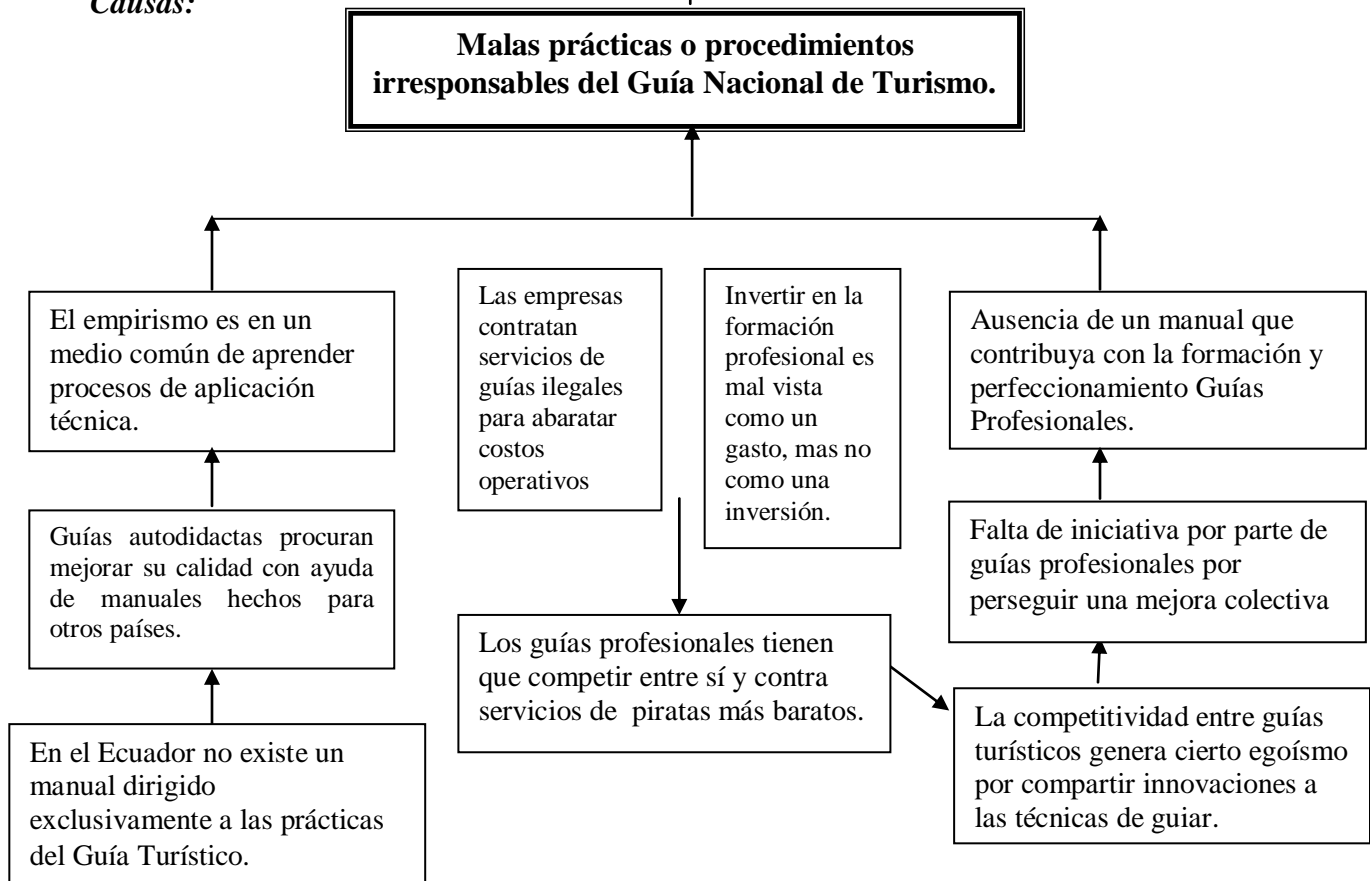 Causas:
Malas prácticas o procedimientos
irresponsables del Guía Nacional de Turismo.
El empirismo es en un
medio común de aprender
procesos de aplicación
técnica.
Las empresas
contratan
servicios de
guías ilegales
para abaratar
costos
operativos
Invertir en la
formación
profesional es
mal vista
como un
gasto, mas no
como una
inversión.
Ausencia de un manual que
contribuya con la formación y
perfeccionamiento Guías
Profesionales.
Guías autodidactas procuran
mejorar su calidad con ayuda
de manuales hechos para
otros países.
Falta de iniciativa por parte de
guías profesionales por
perseguir una mejora colectiva
Los guías profesionales tienen
que competir entre sí y contra
servicios de piratas más baratos.
La competitividad entre guías
turísticos genera cierto egoísmo
por compartir innovaciones a
las técnicas de guiar.
En el Ecuador no existe un
manual dirigido
exclusivamente a las prácticas
del Guía Turístico.